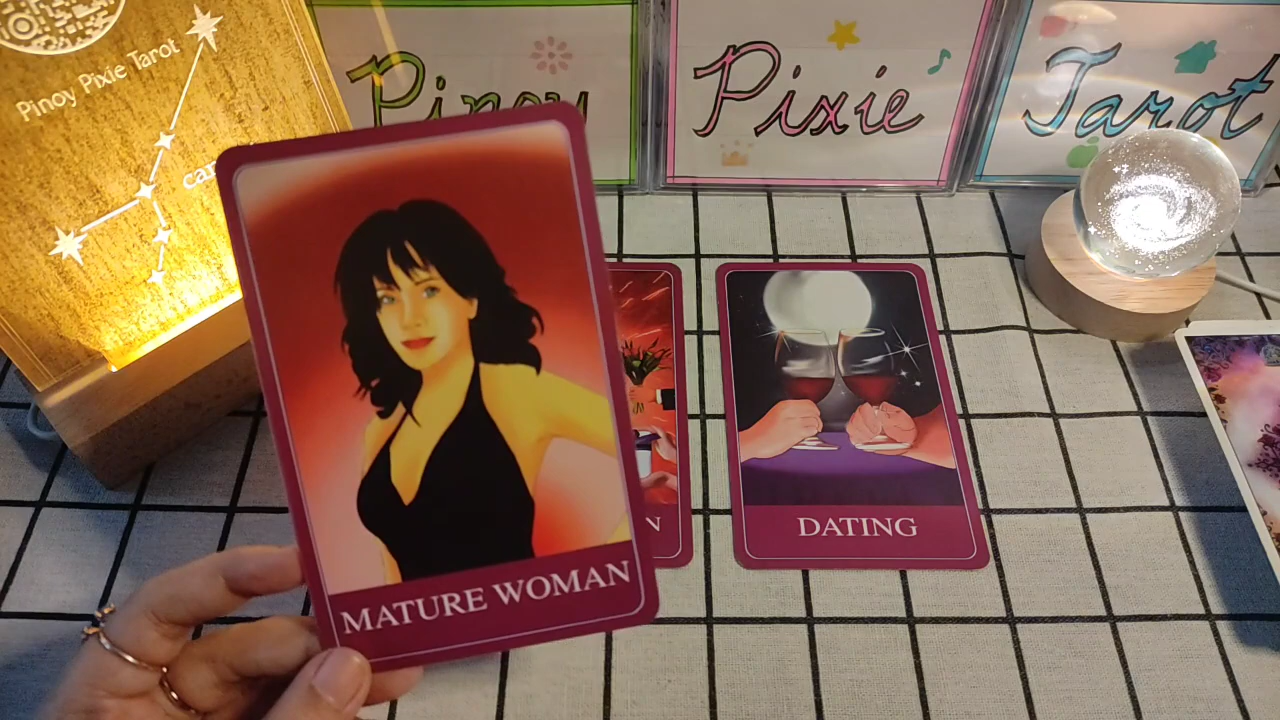 Pinoy Pixie Tarot
Pinoy
Pixie
Tarot
MATURE WOMAN
DATING